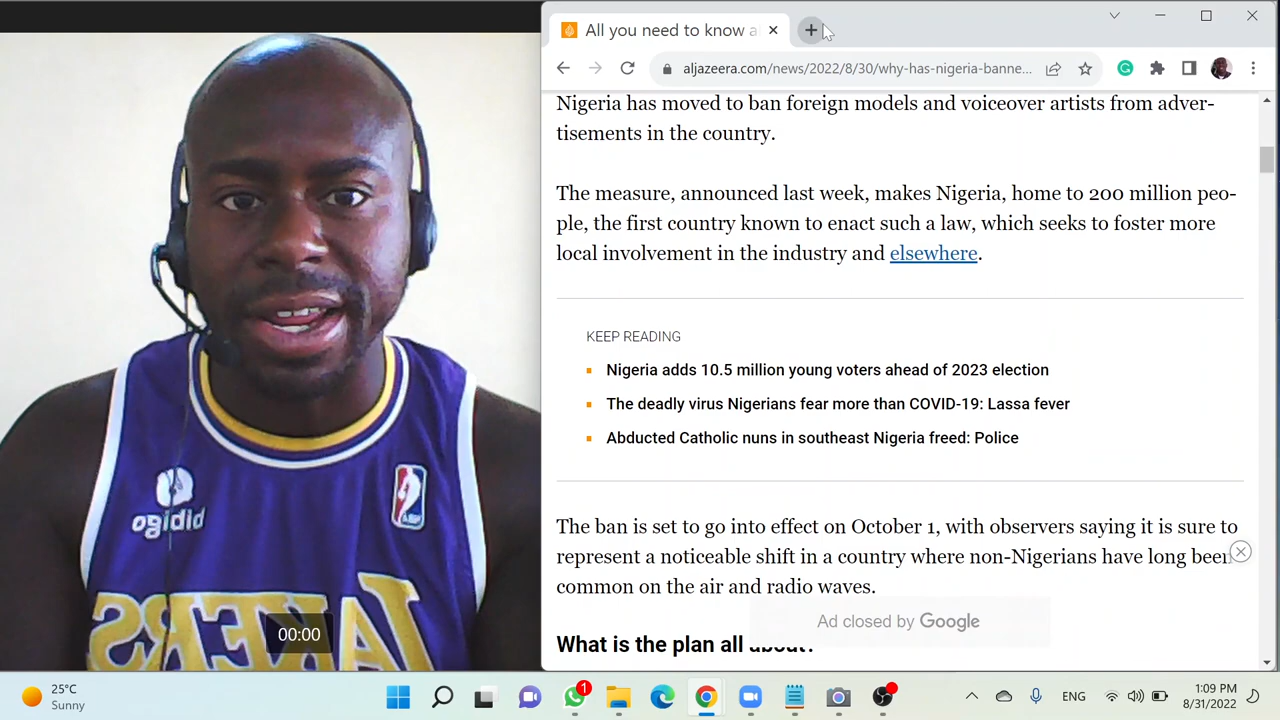 All you need to know a
aljazeera.com/news/2022/8/30/why-has-nigeria-banne...
Nigeria has moved to ban foreign models and voiceover artists from adver-
tisements in the country.
The measure, announced last week, makes Nigeria, home to 200 million peo-
ple, the first country known to enact such a law, which seeks to foster more
local involvement in the industry and elsewhere.
KEEP READING
Nigeria adds 10.5 million young voters ahead of 2023 election
The deadly virus Nigerians fear more than COVID-19: Lassa fever
Abducted Catholic nuns in southeast Nigeria freed: Police
The ban is set to go into effect on October 1, with observers saying it is sure to
represent a noticeable shift in a country where non-Nigerians have long been
common on the air and radio waves.
Ad closed by Google
What is the plan all about?
bibigo
LAKERS
00:00
25°C
Sunny
1
ENG
1:09 PM
8/31/2022